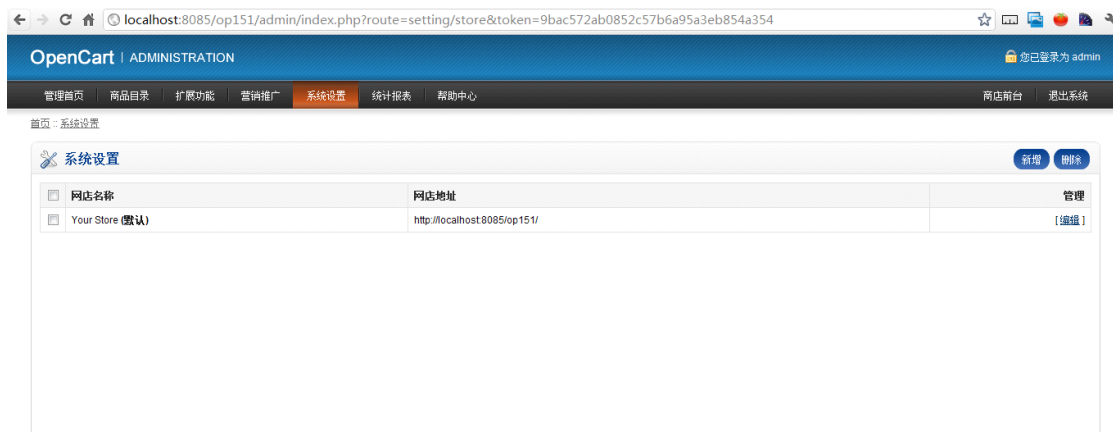 localhost:8085/op151/admin/index.php?route=setting/store&token=9bac572ab0852c57b6a95a3eb854a354
OpenCart | ADMINISTRATION 您已登录为 admin
管理首页 商品目录 扩展功能 营销推广 系统设置 统计报表 帮助中心 商店前台 退出系统
首页 :: 系统设置
系统设置 新增 删除
网店名称 网店地址 管理
Your Store (默认) http://localhost:8085/op151/ [ 编辑 ]